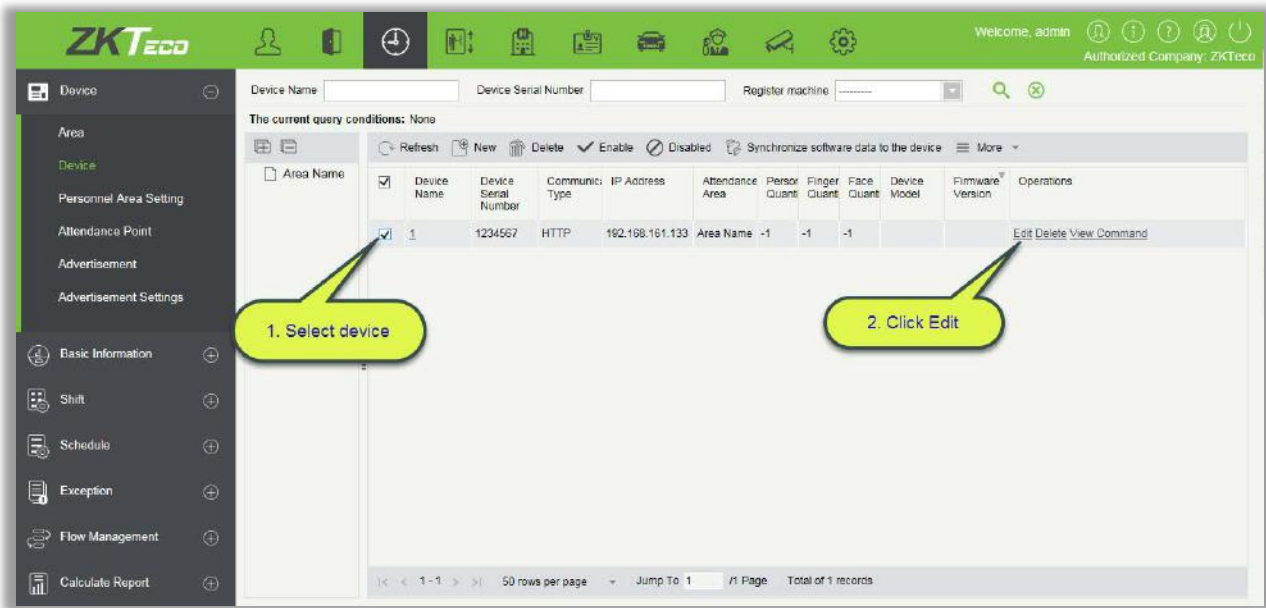 ZKTeco
Welcome, admin
Authorized Company: ZKTeco
Device
Area
Device
Personnel Area Setting
Attendance Point
Advertisement
Advertisement Settings
Basic Information
Shift
Schedule
Exception
Flow Management
Calculate Report
Device Name Device Serial Number Register machine ---------
The current query conditions: None
Refresh New Delete Enable Disabled Synchronize software data to the device More
Area Name
Device Name Device Serial Number Communic: Type IP Address Attendance Area Persor Quanti Finger Quant Face Quant Device Model Firmware Version Operations
1 1234567 HTTP 192.168.161.133 Area Name -1 -1 -1 Edit Delete View Command
1. Select device
2. Click Edit
1-1 50 rows per page Jump To 1 /1 Page Total of 1 records